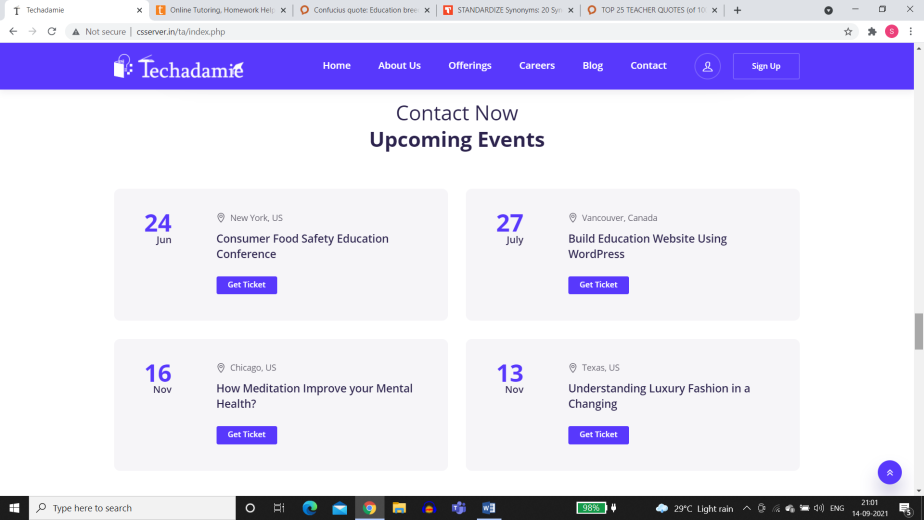 Techadamie
Online Tutoring, Homework Hel
Confucius quote: Education bree
STANDARDIZE Synonyms: 20 Syn
TOP 25 TEACHER QUOTES (of 10
Not secure | csserver.in/ta/index.php
S
Techadamie
Home
About Us
Offerings
Careers
Blog
Contact
Sign Up
Contact Now
Upcoming Events
24
Jun
New York, US
Consumer Food Safety Education
Conference
Get Ticket
27
July
Vancouver, Canada
Build Education Website Using
WordPress
Get Ticket
16
Nov
Chicago, US
How Meditation Improve your Mental
Health?
Get Ticket
13
Nov
Texas, US
Understanding Luxury Fashion in a
Changing
Get Ticket
Type here to search
98%
29°C Light rain
ENG
21:01
14-09-2021
5